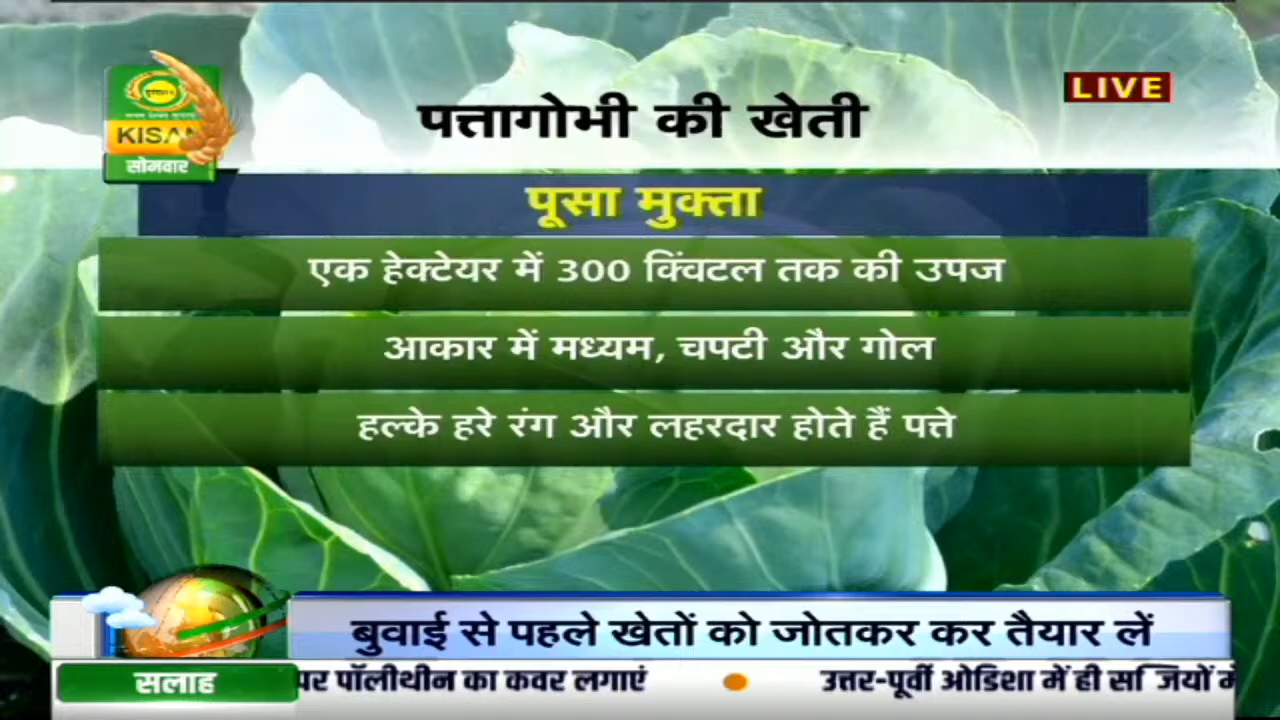 LIVE
पत्तागोभी की खेती
KISAN
सोमवार
पूसा मुक्ता
एक हेक्टेयर में 300 क्विंटल तक की उपज
आकार में मध्यम, चपटी और गोल
हल्के हरे रंग और लहरदार होते हैं पत्ते
बुवाई से पहले खेतों को जोतकर कर तैयार लें
सलाह
पर पॉलीथीन का कवर लगाएं
उत्तर-पूर्वी ओडिशा में ही सब्जियों में